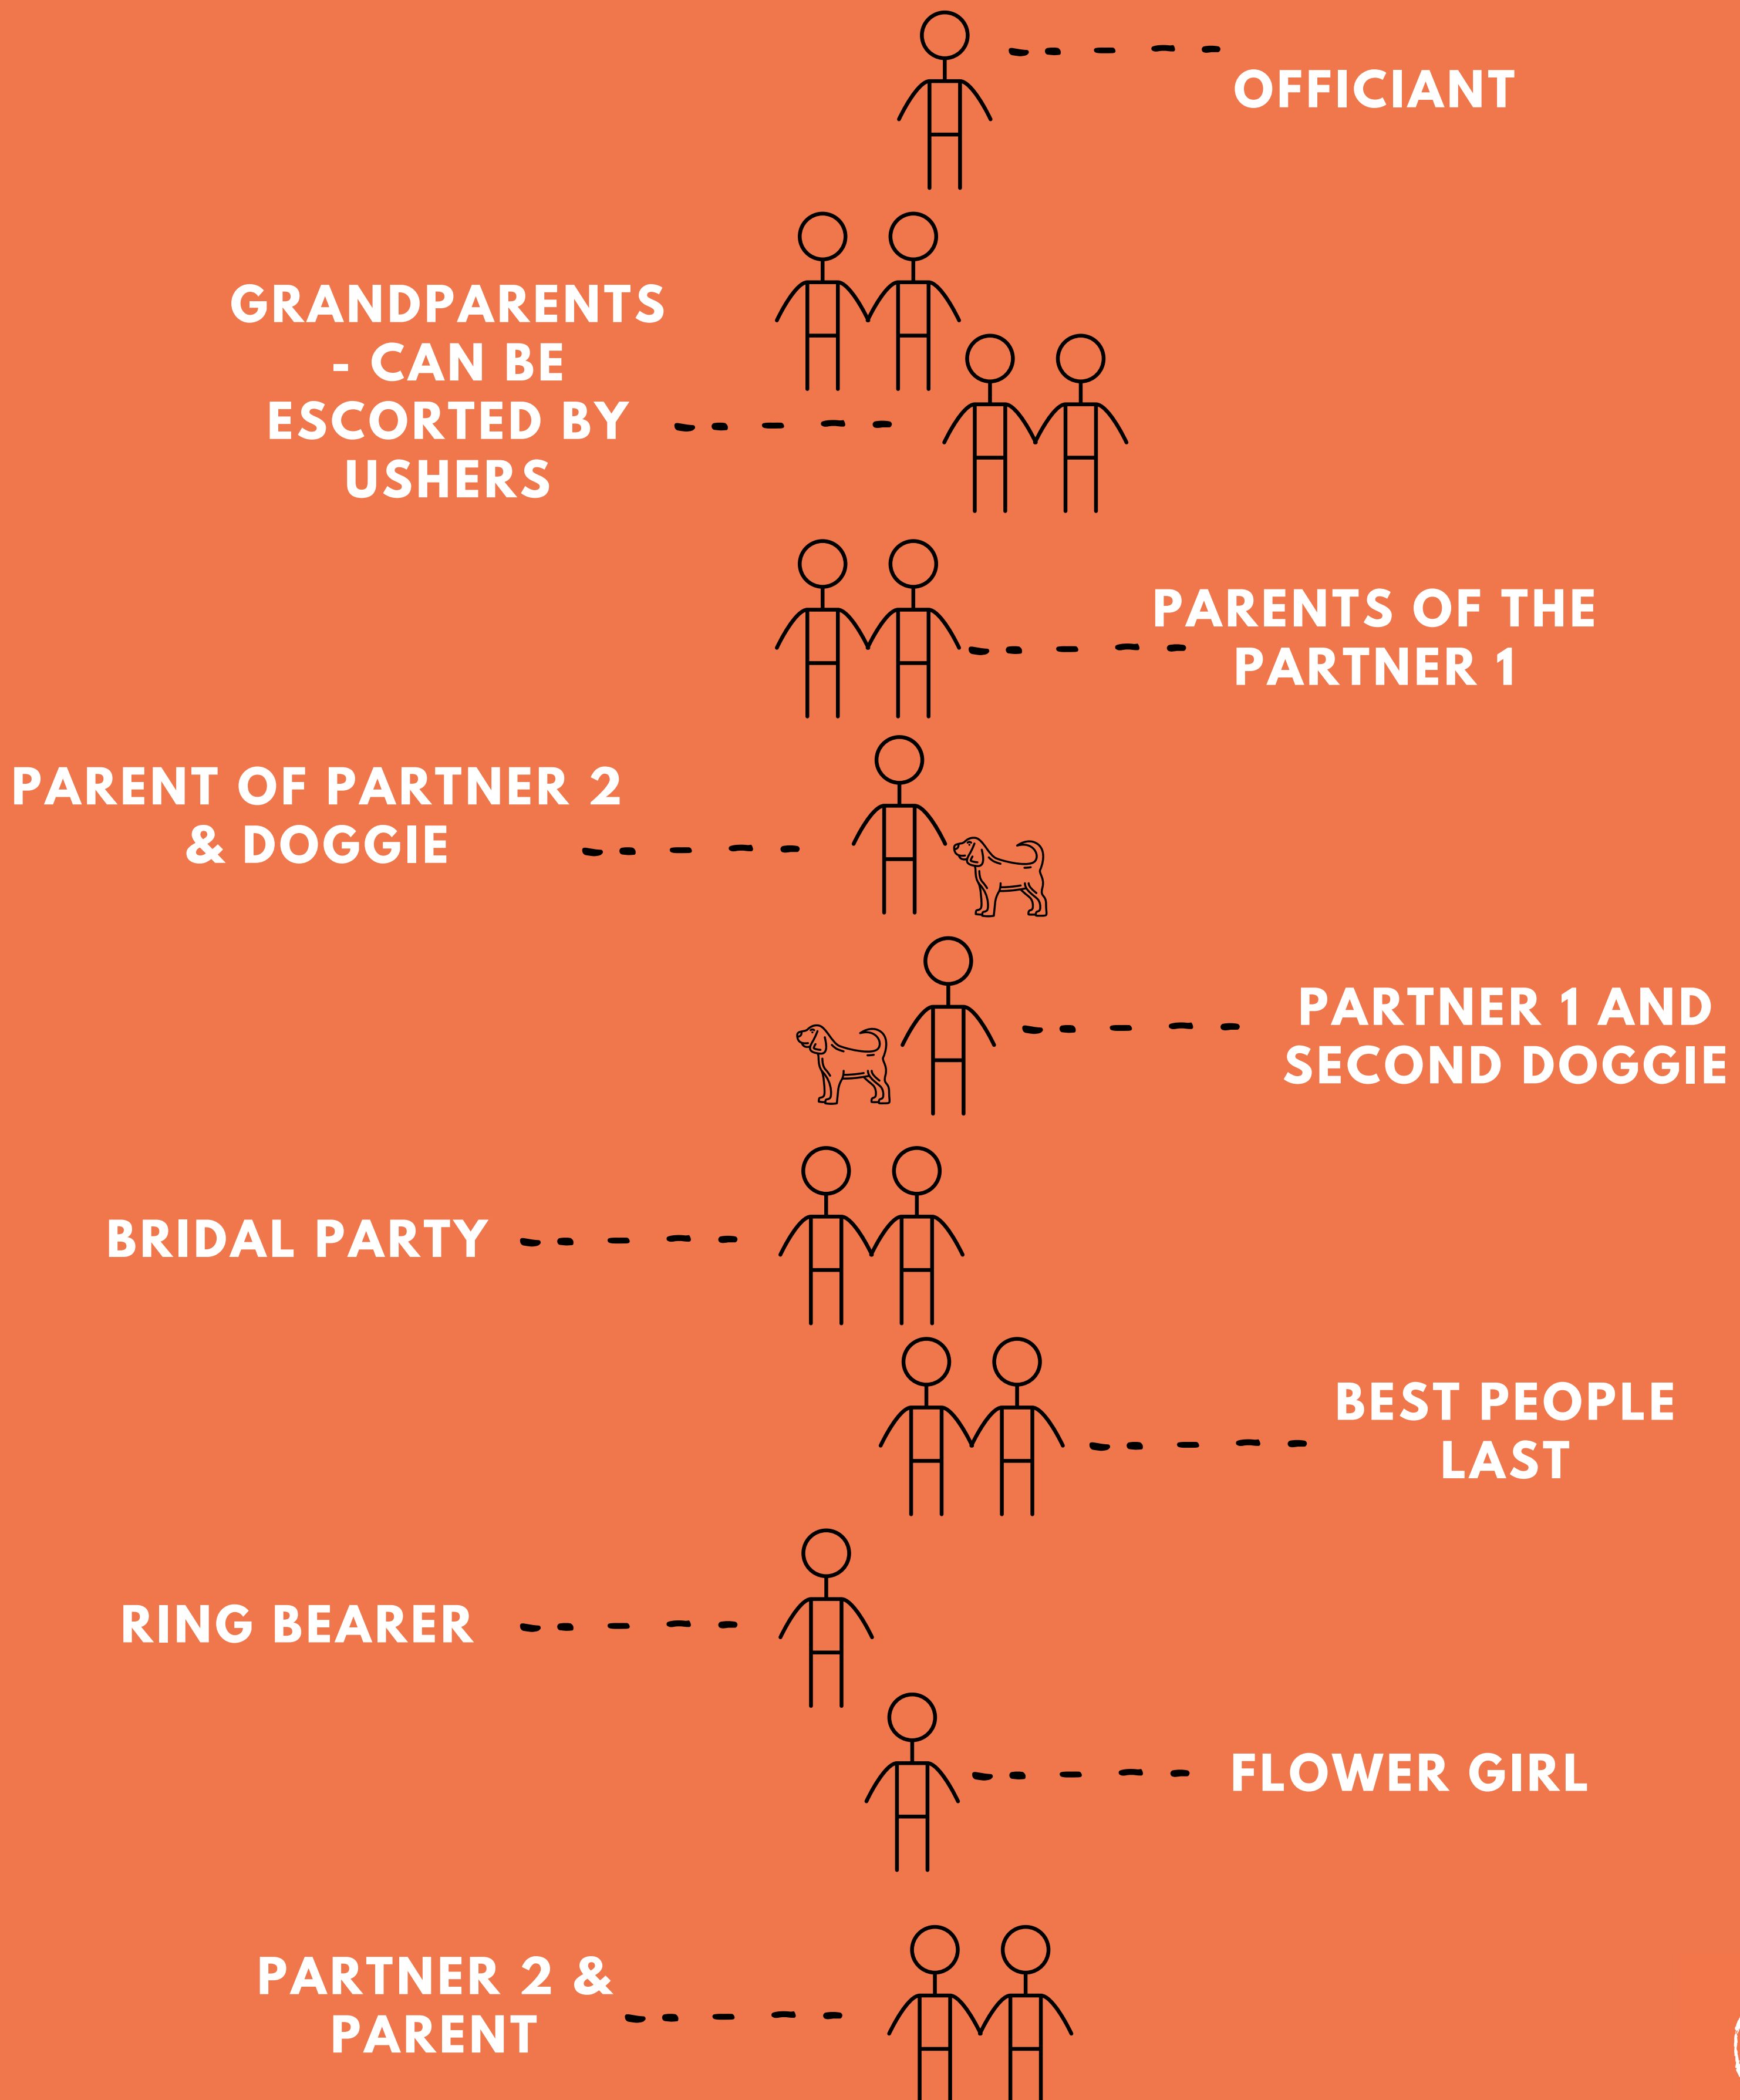 OFFICIANT
GRANDPARENTS
- CAN BE
ESCORTED BY
USHERS
PARENTS OF THE
PARTNER 1
PARENT OF PARTNER 2
& DOGGIE
PARTNER 1 AND
SECOND DOGGIE
BRIDAL PARTY
BEST PEOPLE
LAST
RING BEARER
FLOWER GIRL
PARTNER 2 &
PARENT